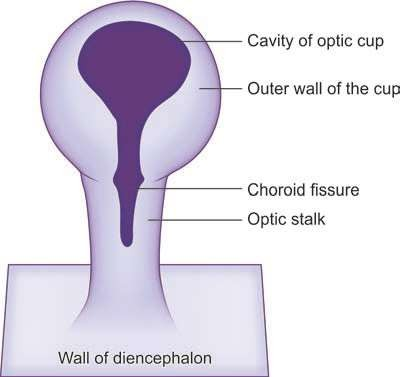 Cavity of optic cup
Outer wall of the cup
Choroid fissure
Optic stalk
Wall of diencephalon